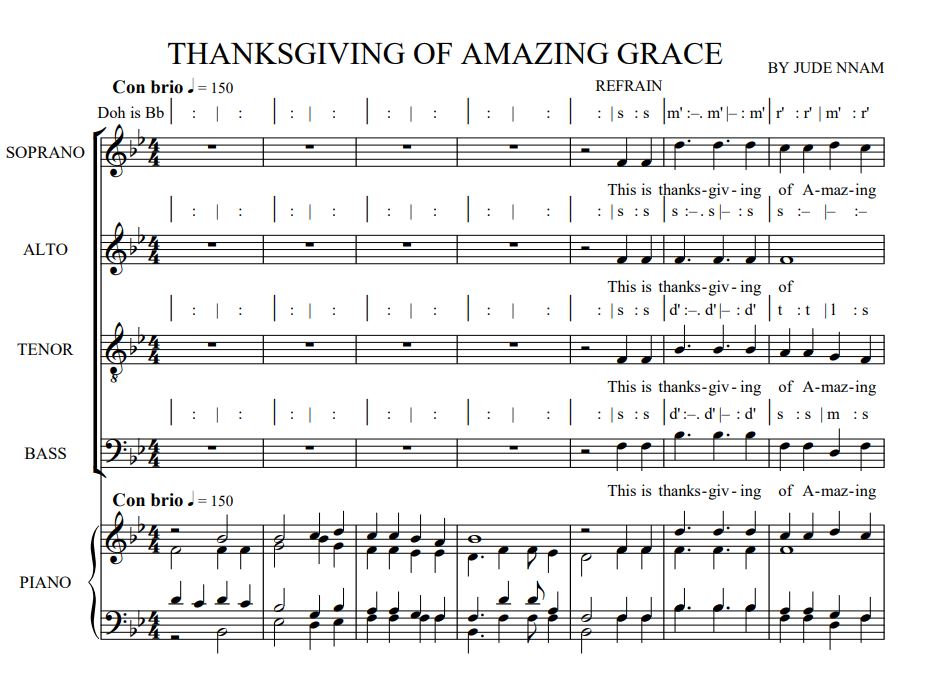 THANKSGIVING OF AMAZING GRACE
BY JUDE NNAM
Con brio ♩ = 150
REFRAIN
Doh is Bb | : | : | : | : | : | : | : | : | : | s : s | m' :–. m' |– : m' | r' : r' | m' : r'
SOPRANO
This is thanks-giv-ing of A-maz-ing
| : | : | : | : | : | : | : | : | : | s : s | s :–. s |– : s | s :– |– :–
ALTO
This is thanks-giv-ing of
| : | : | : | : | : | : | : | : | : | s : s | d' :–. d' |– : d' | t : t | l : s
TENOR
8
This is thanks-giv-ing of A-maz-ing
| : | : | : | : | : | : | : | : | : | s : s | d' :–. d' |– : d' | s : s | m : s
BASS
This is thanks-giv-ing of A-maz-ing
Con brio ♩ = 150
PIANO